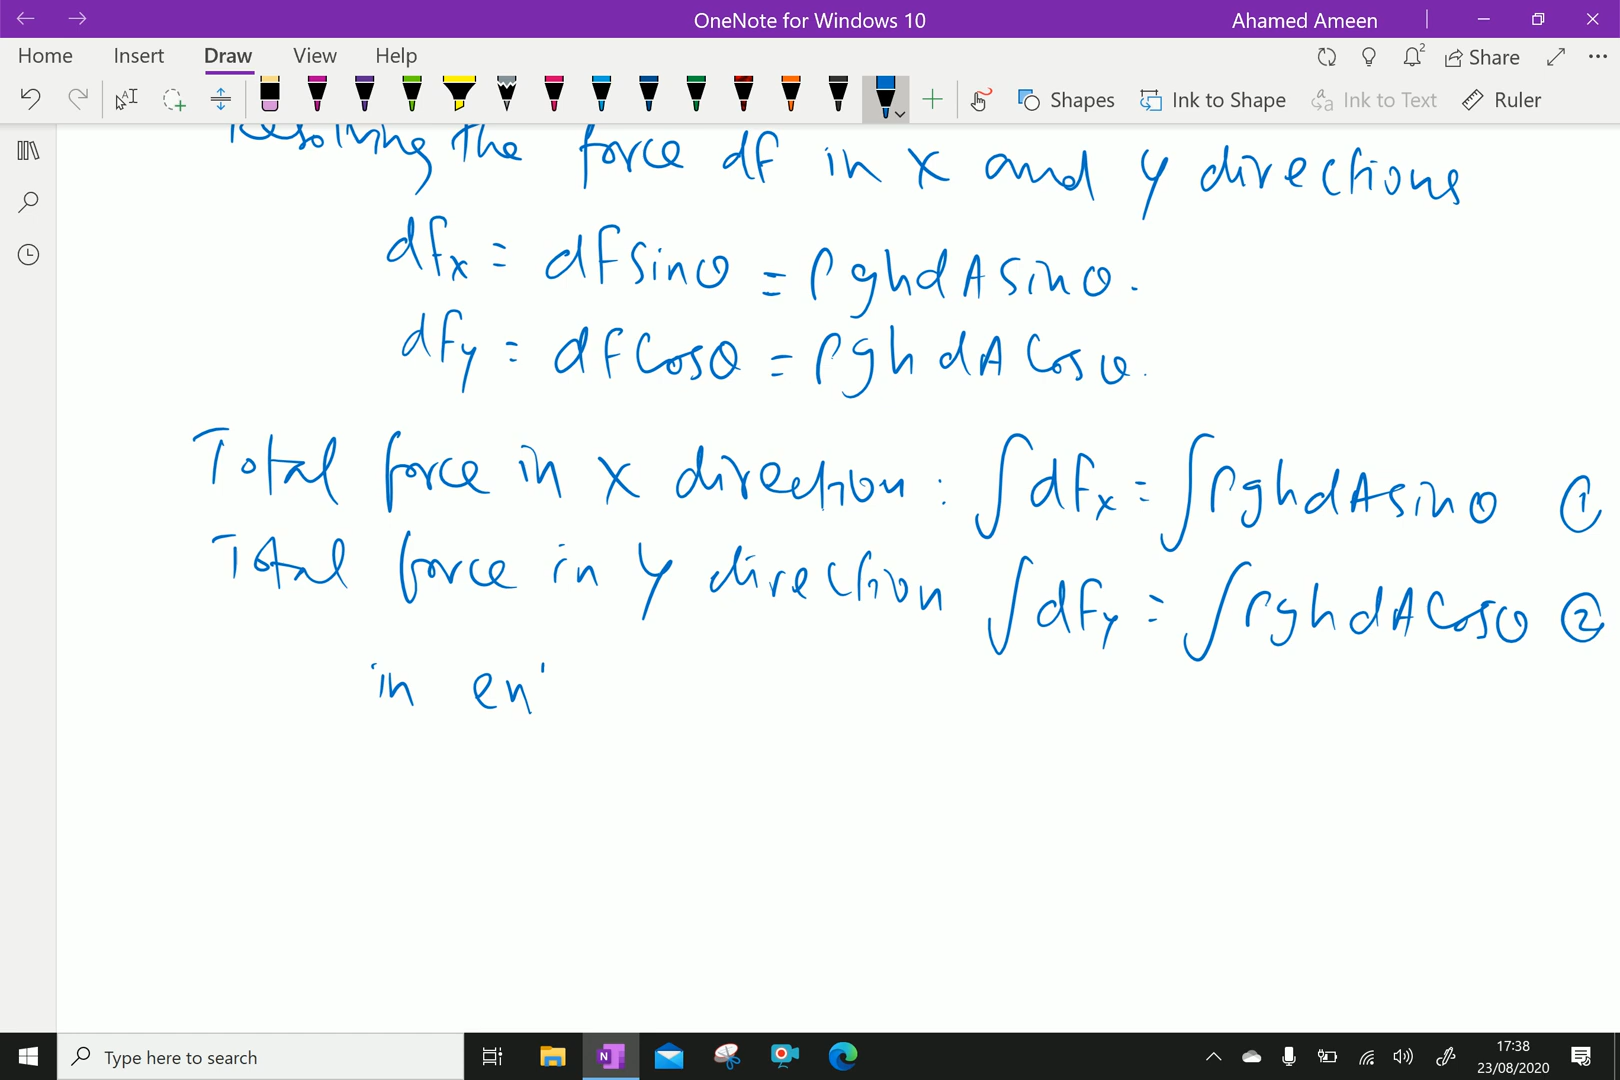 OneNote for Windows 10
Ahamed Ameen
Home Insert Draw View Help
2
Share
AI
Shapes
Ink to Shape
Ink to Text
Ruler
Resolving the force dF in X and Y directions
dFx = dF sinθ = ρghdA sinθ.
dFy = dF Cosθ = ρgh dA Cosθ.
Total force in X direction : ∫dFx = ∫ρghdA sinθ ①
Total force in Y direction ∫dFy = ∫ρghdA Cosθ ②
in en
Type here to search
17:38
23/08/2020